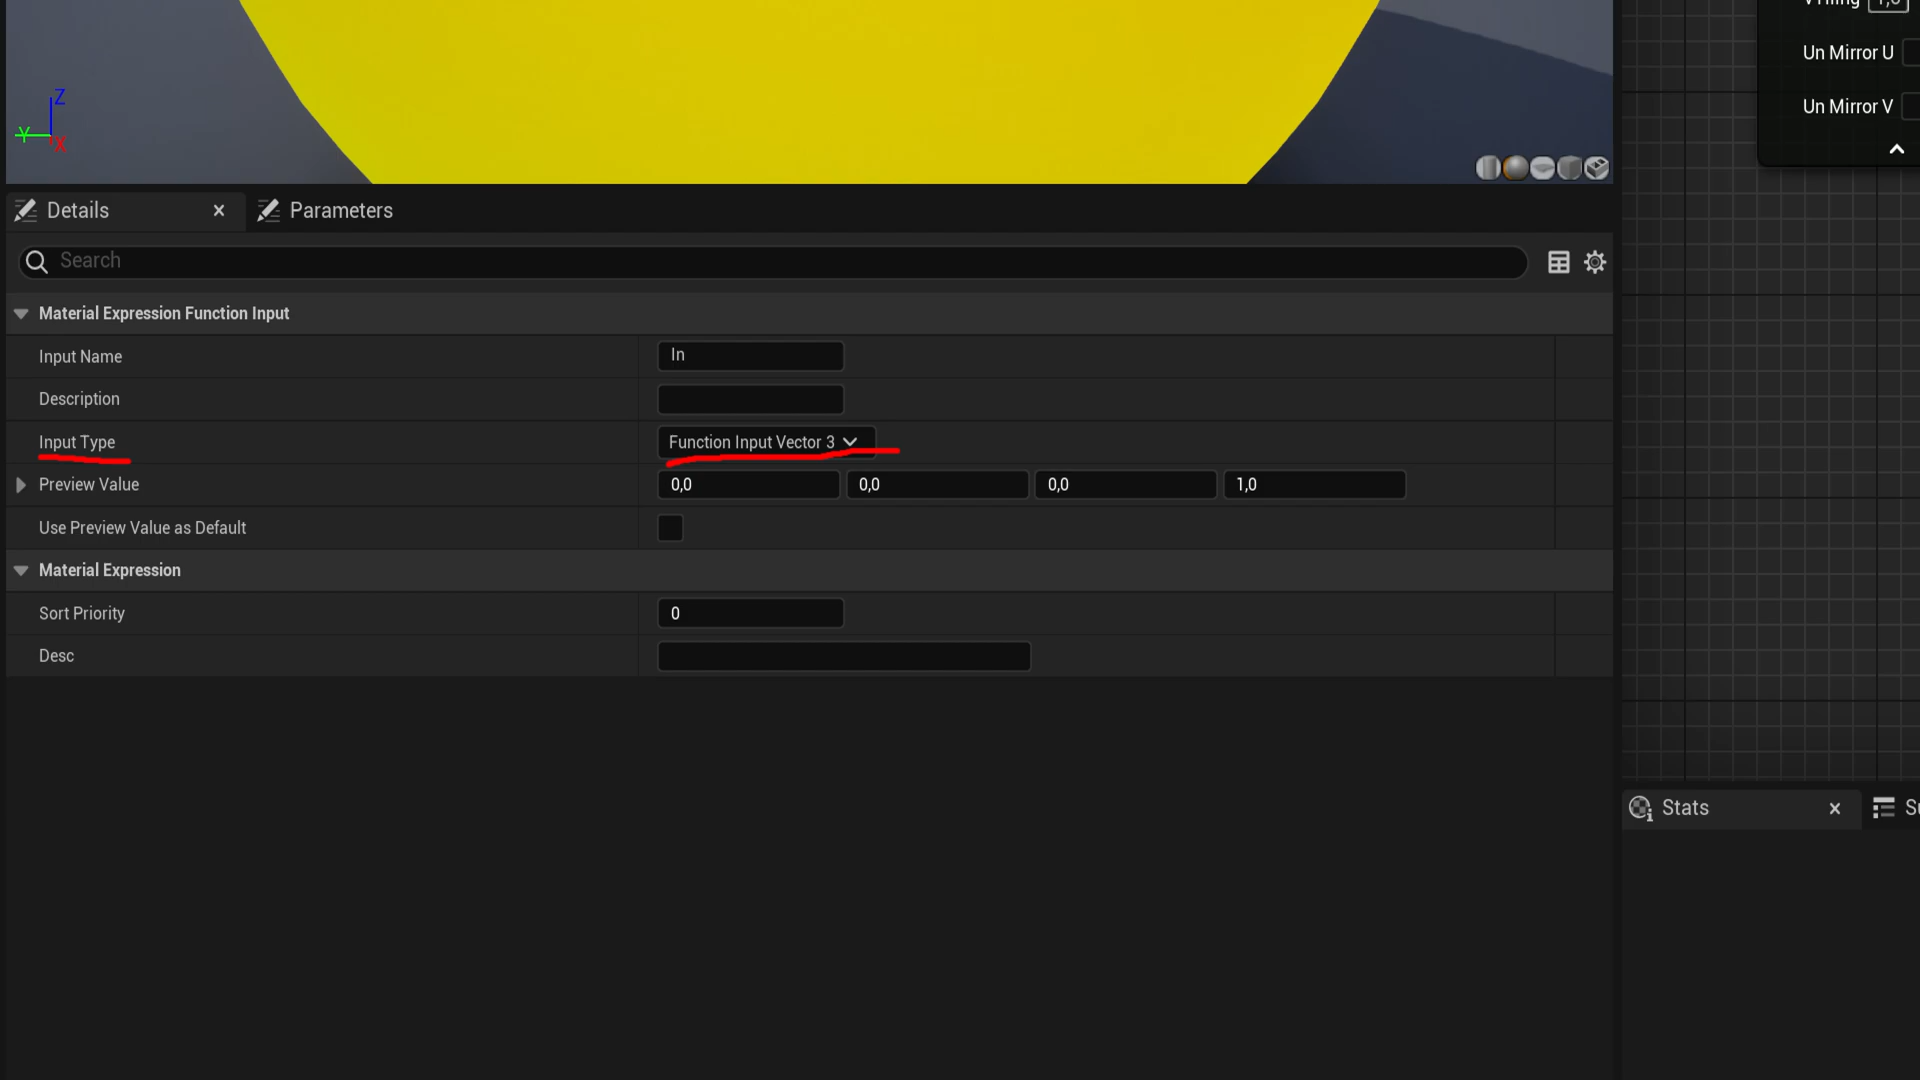 Z
Y
X
Un Mirror U
Un Mirror V
Details
Parameters
Search
Material Expression Function Input
Input Name
In
Description
Input Type
Function Input Vector 3
Preview Value
0,0
0,0
0,0
1,0
Use Preview Value as Default
Material Expression
Sort Priority
0
Desc
Stats